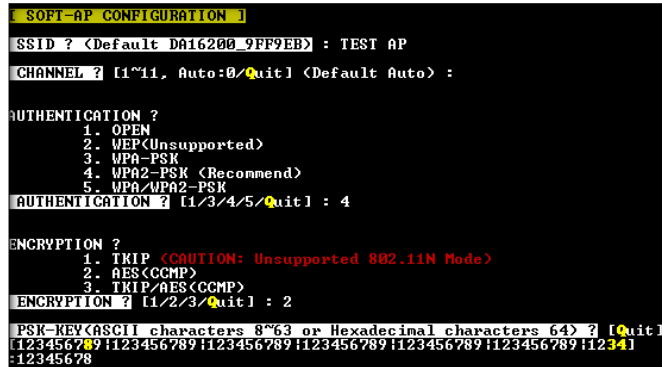 [ SOFT-AP CONFIGURATION ]
SSID ? (Default DA16200_9FF9EB) : TEST AP
CHANNEL ? [1~11, Auto:0/Quit] (Default Auto) :
AUTHENTICATION ?
1. OPEN
2. WEP(Unsupported)
3. WPA-PSK
4. WPA2-PSK (Recommend)
5. WPA/WPA2-PSK
AUTHENTICATION ? [1/3/4/5/Quit] : 4
ENCRYPTION ?
1. TKIP (CAUTION: Unsupported 802.11N Mode)
2. AES(CCMP)
3. TKIP/AES(CCMP)
ENCRYPTION ? [1/2/3/Quit] : 2
PSK-KEY(ASCII characters 8~63 or Hexadecimal characters 64) ? [Quit]
[123456789|123456789|123456789|123456789|123456789|123456789|1234]
:12345678